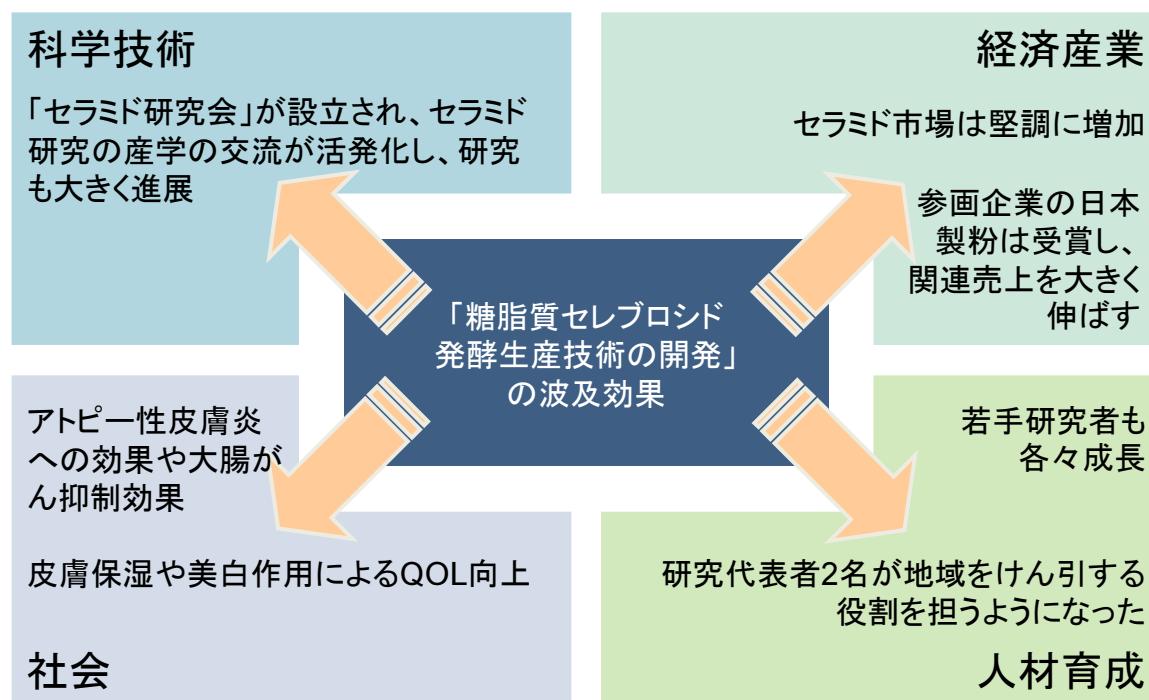 科学技術
「セラミド研究会」が設立され、セラミド
研究の産学の交流が活発化し、研究
も大きく進展
経済産業
セラミド市場は堅調に増加
参画企業の日本
製粉は受賞し、
関連売上を大きく
伸ばす
「糖脂質セレブロシド
発酵生産技術の開発」
の波及効果
アトピー性皮膚炎
への効果や大腸が
ん抑制効果
皮膚保湿や美白作用によるQOL向上
社会
若手研究者も
各々成長
研究代表者2名が地域をけん引する
役割を担うようになった
人材育成